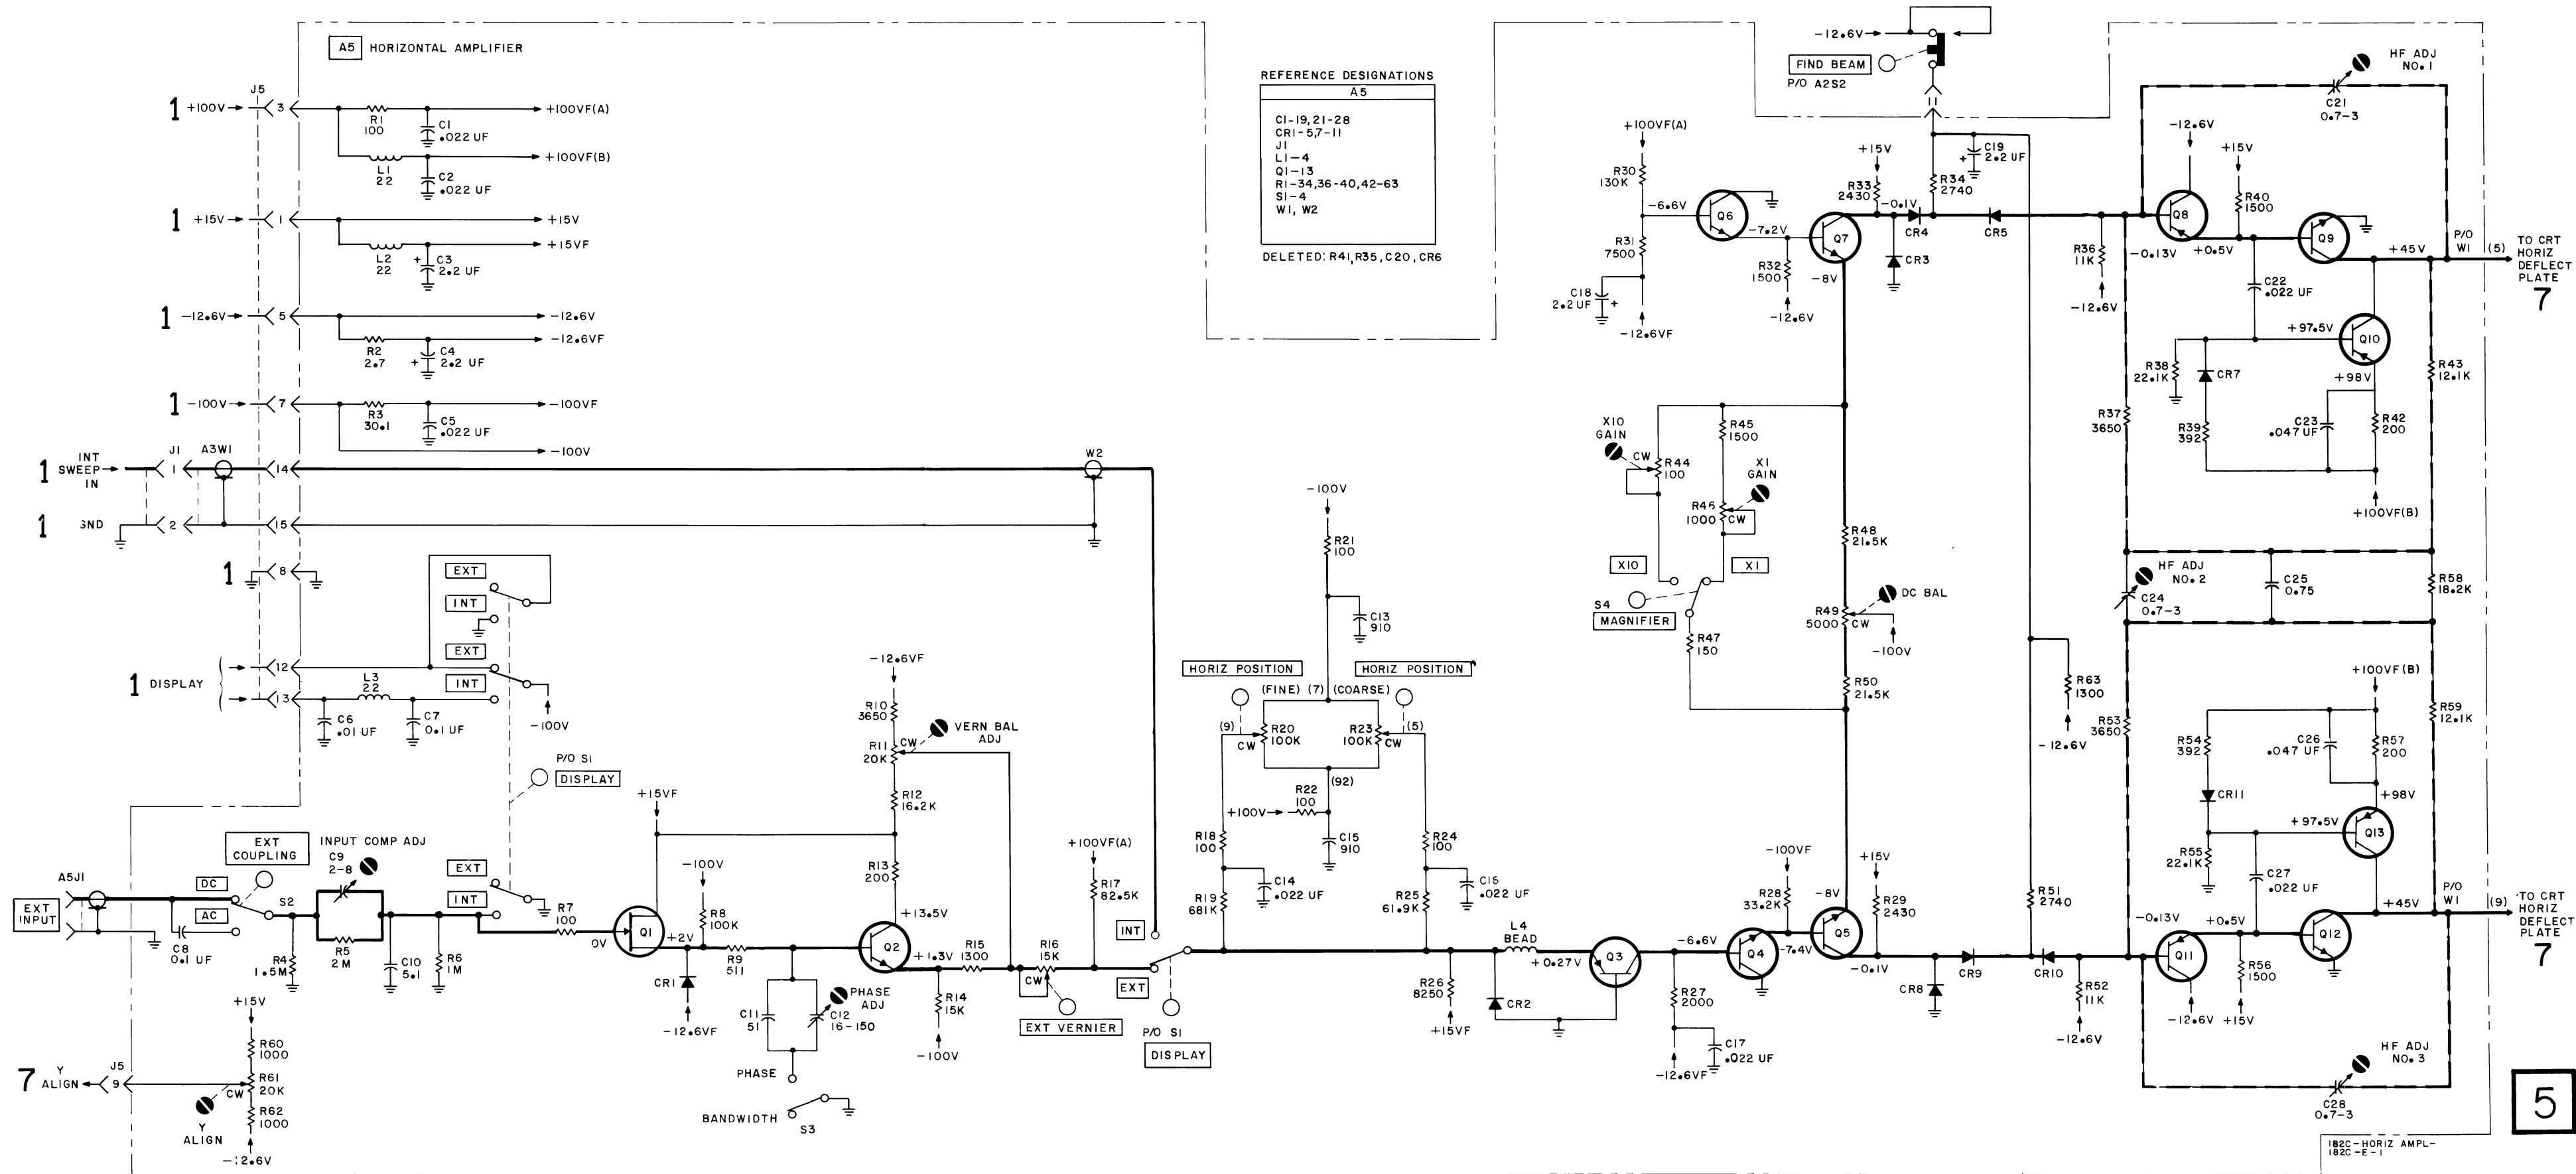 A5 HORIZONTAL AMPLIFIER
J5
1 +100V 3
R1
100
C1
.022 UF
+100VF(A)
L1
22
C2
.022 UF
+100VF(B)
1 +15V 1
+15V
L2
22
C3
2.2 UF
+
+15VF
1 -12.6V 5
-12.6V
R2
2.7
C4
2.2 UF
+
-12.6VF
1 -100V 7
R3
30.1
C5
.022 UF
-100VF
-100V
1 INT
SWEEP
IN
J1
1
A3W1
14
W2
1 GND
2
15
1
8
1 DISPLAY
12
13
L3
22
C6
.01 UF
C7
0.1 UF
EXT
INT
EXT
INT
-100V
P/O S1
DISPLAY
EXT
INT
REFERENCE DESIGNATIONS
A5
C1-19,21-28
CR1-5,7-11
J1
L1-4
Q1-13
R1-34,36-40,42-63
S1-4
W1, W2
DELETED: R41,R35,C20,CR6
A5J1
EXT
INPUT
EXT
COUPLING
DC
AC
S2
C8
0.1 UF
R4
1.5M
INPUT COMP ADJ
C9
2-8
R5
2M
C10
5.1
R6
1M
R7
100
0V
Q1
+15VF
+2V
CR1
-12.6VF
-100V
R8
100K
R9
511
C11
51
PHASE
ADJ
C12
16-150
PHASE
BANDWIDTH
S3
-12.6VF
R10
3650
R11
20K
CW
VERN BAL
ADJ
R12
16.2K
R13
200
+13.5V
Q2
+1.3V
R14
15K
-100V
R15
1300
R16
15K
CW
EXT VERNIER
+100VF(A)
R17
82.5K
INT
EXT
P/O S1
DISPLAY
+15V
R60
1000
R61
20K
CW
R62
1000
-12.6V
7 Y
ALIGN
J5
9
Y
ALIGN
-100V
R21
100
C13
910
HORIZ POSITION
HORIZ POSITION
(FINE) (7) (COARSE)
(9)
CW
R20
100K
R23
100K
CW
(5)
(92)
R22
100
+100V
C15
910
R18
100
C14
.022 UF
R19
681K
R24
100
C16
.022 UF
R25
61.9K
R26
8250
+15VF
L4
BEAD
CR2
+0.27V
Q3
-6.6V
R27
2000
C17
.022 UF
-12.6VF
Q4
-7.4V
-100VF
R28
33.2K
Q5
-8V
-0.1V
+15V
R29
2430
CR8
CR9
CR10
+100VF(A)
R30
130K
-6.6V
R31
7500
C18
2.2 UF
+
-12.6VF
Q6
-7.2V
R32
1500
-12.6V
Q7
-8V
+15V
R33
2430
-0.1V
CR3
CR4
CR5
R34
2740
C19
2.2 UF
+
-12.6V
FIND BEAM
P/O A2S2
11
X10
GAIN
CW
R44
100
R45
1500
X1
GAIN
R46
1000
CW
X10
X1
S4
MAGNIFIER
R47
150
R48
21.5K
R49
5000
CW
DC BAL
-100V
R50
21.5K
R51
2740
R63
1300
-12.6V
R52
11K
-12.6V
R36
11K
-12.6V
R37
3650
R53
3650
HF ADJ
NO.1
C21
0.7-3
-12.6V
Q8
-0.13V
+0.5V
+15V
R40
1500
Q9
+45V
P/O
W1
(5)
TO CRT
HORIZ
DEFLECT
PLATE
7
C22
.022 UF
+97.5V
Q10
R38
22.1K
CR7
R39
392
+98V
C23
.047 UF
R42
200
+100VF(B)
R43
12.1K
HF ADJ
NO.2
C24
0.7-3
C25
0.75
R58
18.2K
+100VF(B)
R54
392
C26
.047 UF
R57
200
R59
12.1K
CR11
+98V
+97.5V
Q13
R55
22.1K
C27
.022 UF
-0.13V
+0.5V
Q11
-12.6V
R56
1500
+15V
Q12
+45V
P/O
W1
(9)
TO CRT
HORIZ
DEFLECT
PLATE
7
HF ADJ
NO.3
C28
0.7-3
5
182C-HORIZ AMPL-
182C-E-1